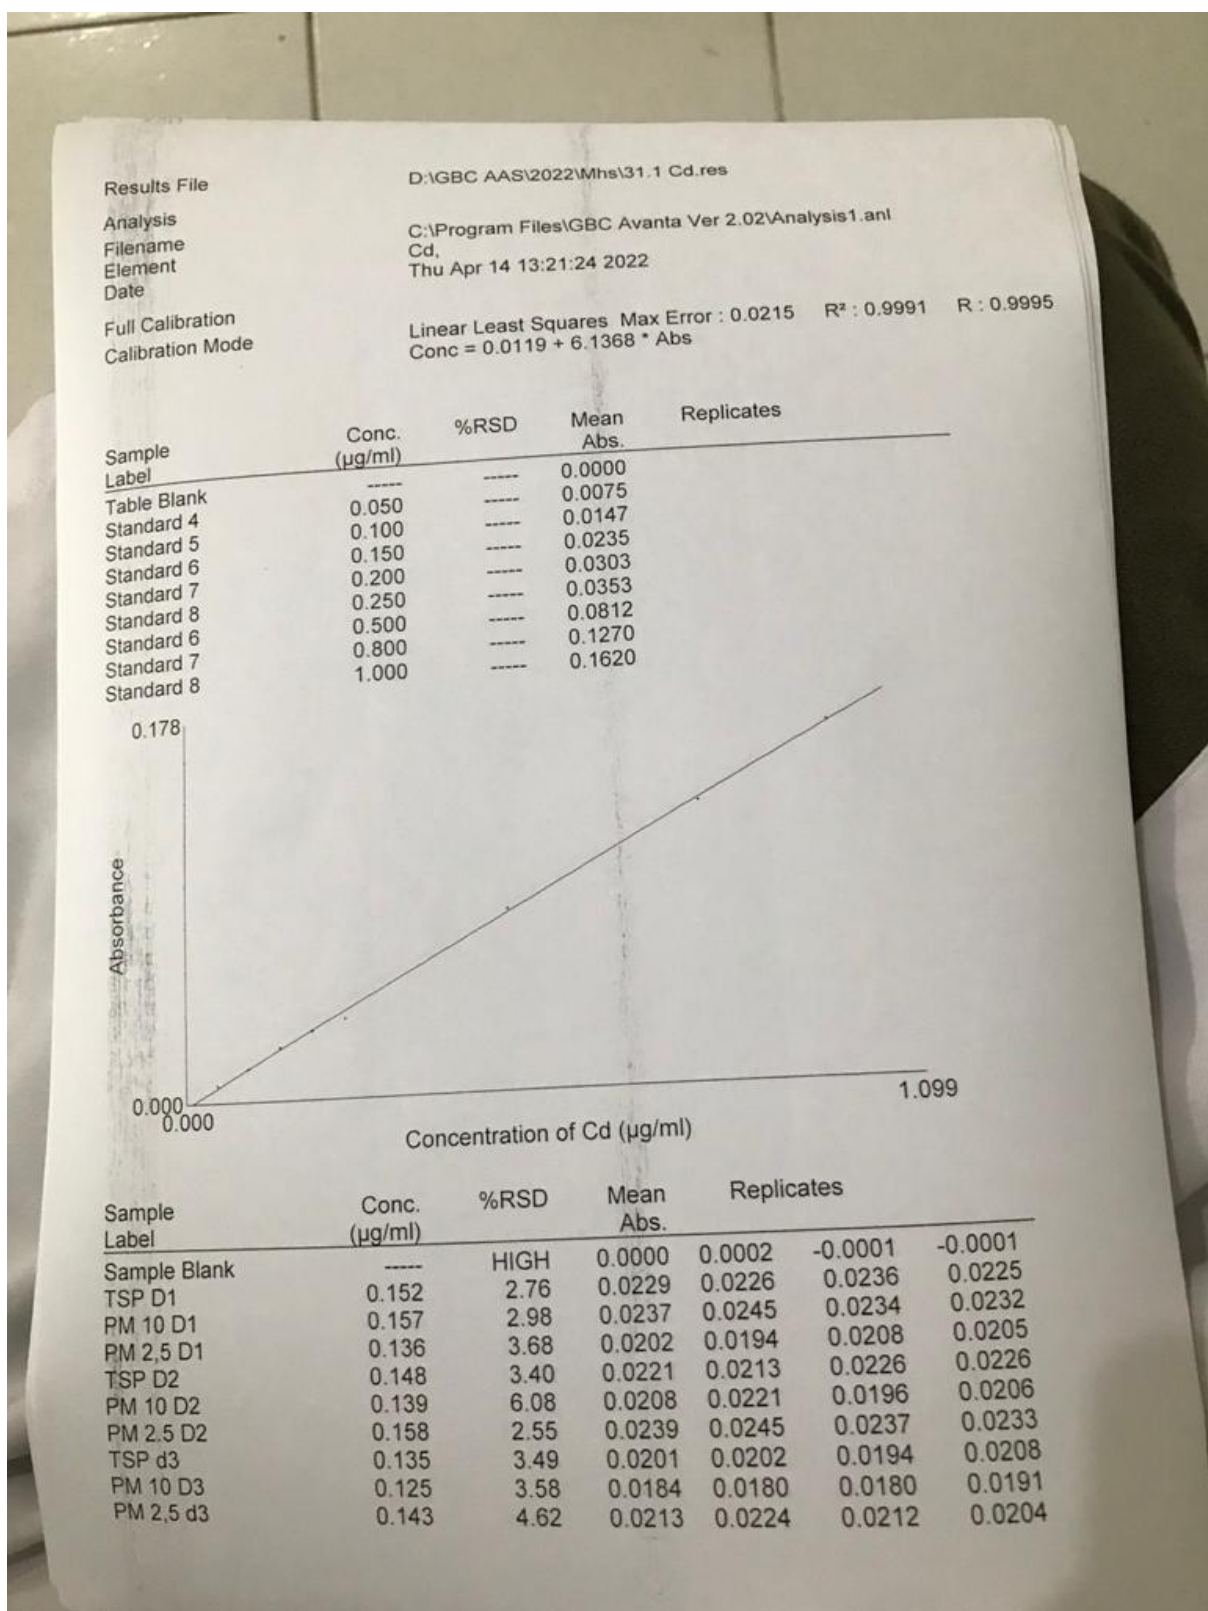 Results File D:\GBC AAS\2022\Mhs\31.1 Cd.res
Analysis
Filename C:\Program Files\GBC Avanta Ver 2.02\Analysis1.anl
Element Cd,
Date Thu Apr 14 13:21:24 2022
Full Calibration
Calibration Mode Linear Least Squares Max Error : 0.0215 R² : 0.9991 R : 0.9995
Conc = 0.0119 + 6.1368 * Abs
Sample Conc. %RSD Mean Replicates
Label (µg/ml) Abs.
Table Blank ----- ----- 0.0000
Standard 4 0.050 ----- 0.0075
Standard 5 0.100 ----- 0.0147
Standard 6 0.150 ----- 0.0235
Standard 7 0.200 ----- 0.0303
Standard 8 0.250 ----- 0.0353
Standard 6 0.500 ----- 0.0812
Standard 7 0.800 ----- 0.1270
Standard 8 1.000 ----- 0.1620
0.178
Absorbance
0.000
0.000 1.099
Concentration of Cd (µg/ml)
Sample Conc. %RSD Mean Replicates
Label (µg/ml) Abs.
Sample Blank ----- HIGH 0.0000 0.0002 -0.0001 -0.0001
TSP D1 0.152 2.76 0.0229 0.0226 0.0236 0.0225
PM 10 D1 0.157 2.98 0.0237 0.0245 0.0234 0.0232
PM 2,5 D1 0.136 3.68 0.0202 0.0194 0.0208 0.0205
TSP D2 0.148 3.40 0.0221 0.0213 0.0226 0.0226
PM 10 D2 0.139 6.08 0.0208 0.0221 0.0196 0.0206
PM 2.5 D2 0.158 2.55 0.0239 0.0245 0.0237 0.0233
TSP d3 0.135 3.49 0.0201 0.0202 0.0194 0.0208
PM 10 D3 0.125 3.58 0.0184 0.0180 0.0180 0.0191
PM 2,5 d3 0.143 4.62 0.0213 0.0224 0.0212 0.0204